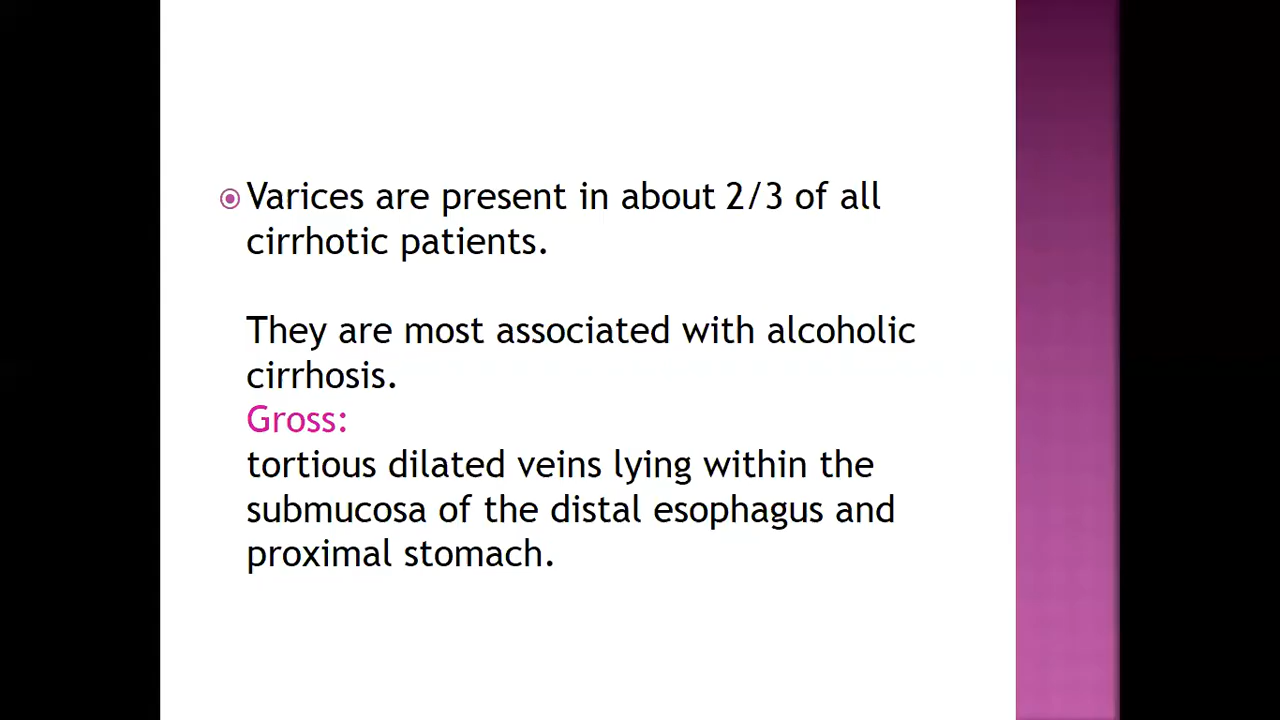 Varices are present in about 2/3 of all
cirrhotic patients.
They are most associated with alcoholic
cirrhosis.
Gross:
tortious dilated veins lying within the
submucosa of the distal esophagus and
proximal stomach.